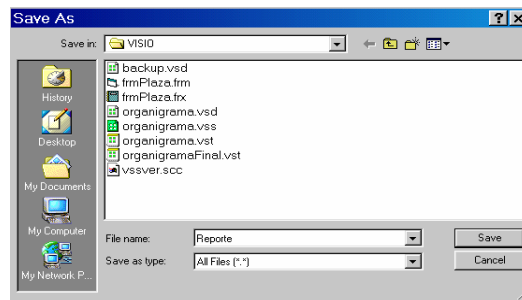 Save As
Save in: VISIO
History
Desktop
My Documents
My Computer
My Network P...
backup.vsd
frmPlaza.frm
frmPlaza.frx
organigrama.vsd
organigrama.vss
organigrama.vst
organigramaFinal.vst
vssver.scc
File name: Reporte Save
Save as type: All Files (*.*) Cancel